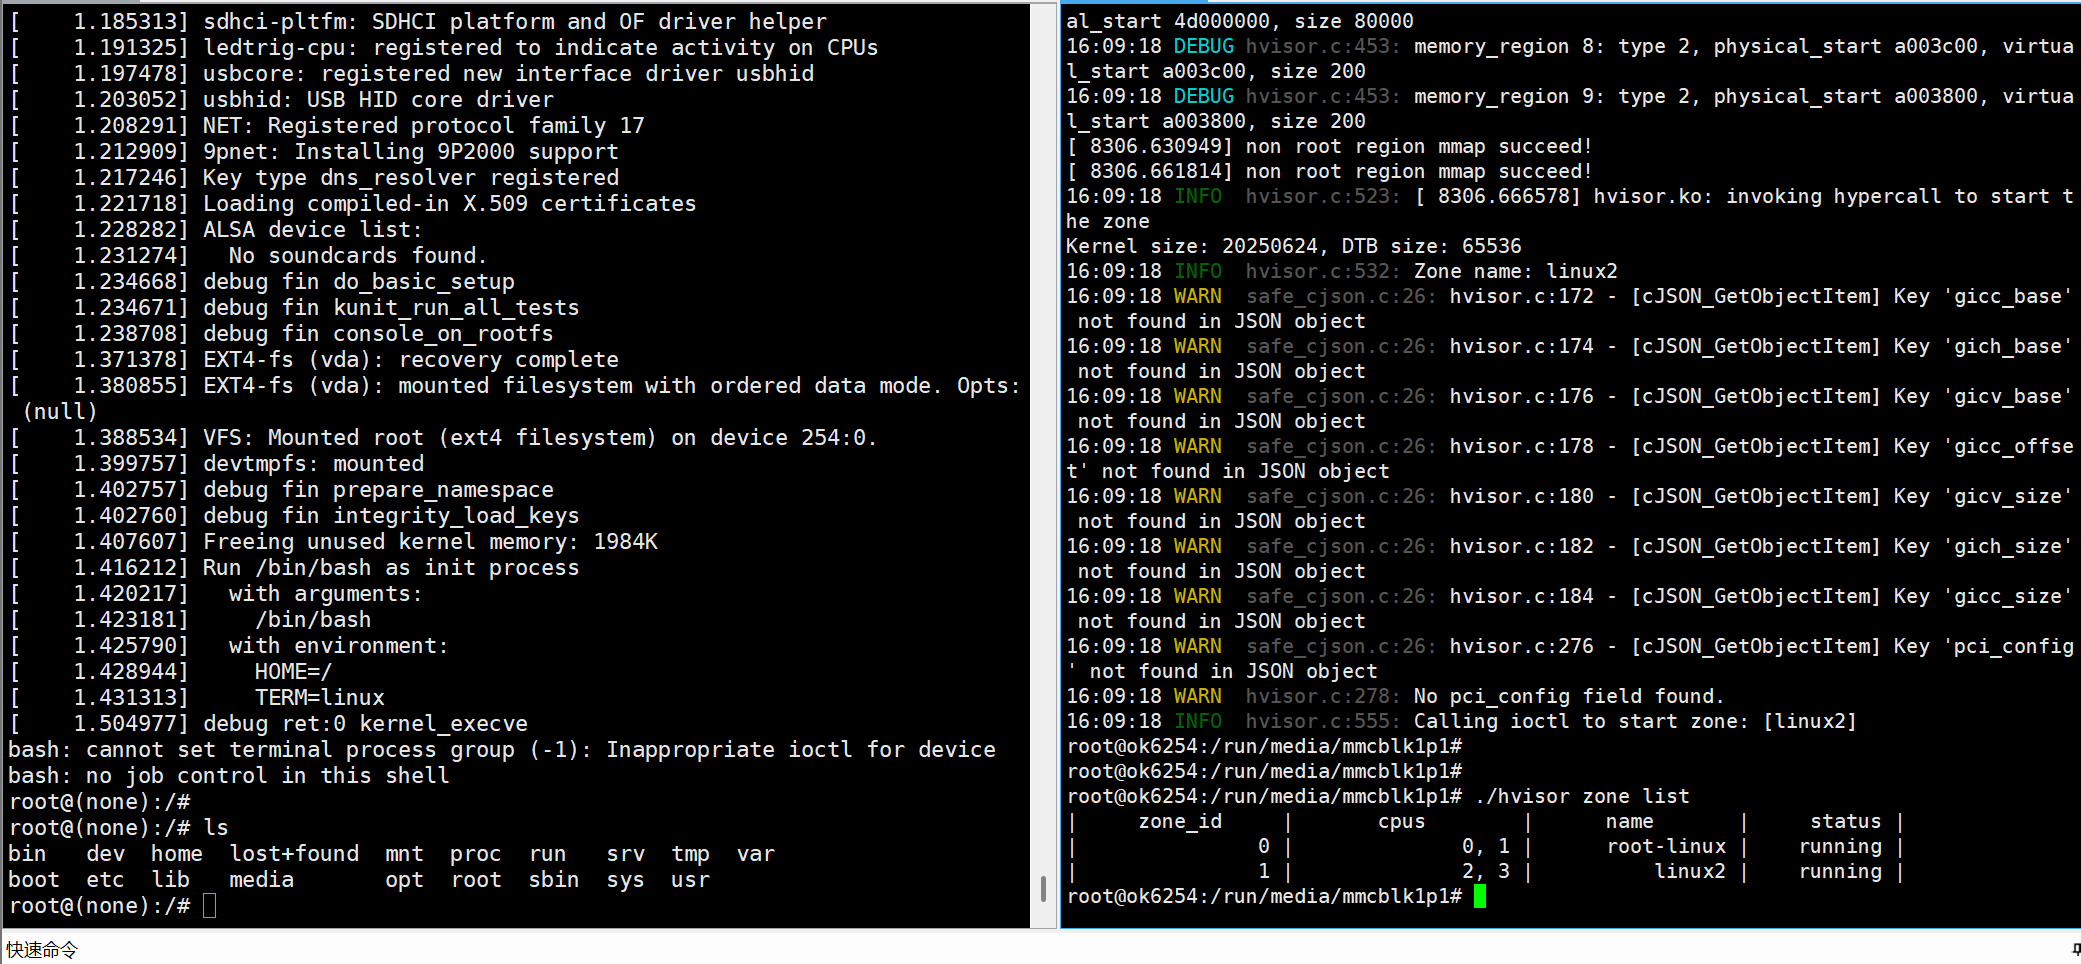 [    1.185313] sdhci-pltfm: SDHCI platform and OF driver helper
[    1.191325] ledtrig-cpu: registered to indicate activity on CPUs
[    1.197478] usbcore: registered new interface driver usbhid
[    1.203052] usbhid: USB HID core driver
[    1.208291] NET: Registered protocol family 17
[    1.212909] 9pnet: Installing 9P2000 support
[    1.217246] Key type dns_resolver registered
[    1.221718] Loading compiled-in X.509 certificates
[    1.228282] ALSA device list:
[    1.231274]   No soundcards found.
[    1.234668] debug fin do_basic_setup
[    1.234671] debug fin kunit_run_all_tests
[    1.238708] debug fin console_on_rootfs
[    1.371378] EXT4-fs (vda): recovery complete
[    1.380855] EXT4-fs (vda): mounted filesystem with ordered data mode. Opts:
 (null)
[    1.388534] VFS: Mounted root (ext4 filesystem) on device 254:0.
[    1.399757] devtmpfs: mounted
[    1.402757] debug fin prepare_namespace
[    1.402760] debug fin integrity_load_keys
[    1.407607] Freeing unused kernel memory: 1984K
[    1.416212] Run /bin/bash as init process
[    1.420217]   with arguments:
[    1.423181]     /bin/bash
[    1.425790]   with environment:
[    1.428944]     HOME=/
[    1.431313]     TERM=linux
[    1.504977] debug ret:0 kernel_execve
bash: cannot set terminal process group (-1): Inappropriate ioctl for device
bash: no job control in this shell
root@(none):/#
root@(none):/# ls
bin   dev  home  lost+found  mnt  proc  run   srv  tmp  var
boot  etc  lib   media       opt  root  sbin  sys  usr
root@(none):/#
al_start 4d000000, size 80000
16:09:18 DEBUG hvisor.c:453: memory_region 8: type 2, physical_start a003c00, virtua
l_start a003c00, size 200
16:09:18 DEBUG hvisor.c:453: memory_region 9: type 2, physical_start a003800, virtua
l_start a003800, size 200
[ 8306.630949] non root region mmap succeed!
[ 8306.661814] non root region mmap succeed!
16:09:18 INFO  hvisor.c:523: [ 8306.666578] hvisor.ko: invoking hypercall to start t
he zone
Kernel size: 20250624, DTB size: 65536
16:09:18 INFO  hvisor.c:532: Zone name: linux2
16:09:18 WARN  safe_cjson.c:26: hvisor.c:172 - [cJSON_GetObjectItem] Key 'gicc_base'
 not found in JSON object
16:09:18 WARN  safe_cjson.c:26: hvisor.c:174 - [cJSON_GetObjectItem] Key 'gich_base'
 not found in JSON object
16:09:18 WARN  safe_cjson.c:26: hvisor.c:176 - [cJSON_GetObjectItem] Key 'gicv_base'
 not found in JSON object
16:09:18 WARN  safe_cjson.c:26: hvisor.c:178 - [cJSON_GetObjectItem] Key 'gicc_offse
t' not found in JSON object
16:09:18 WARN  safe_cjson.c:26: hvisor.c:180 - [cJSON_GetObjectItem] Key 'gicv_size'
 not found in JSON object
16:09:18 WARN  safe_cjson.c:26: hvisor.c:182 - [cJSON_GetObjectItem] Key 'gich_size'
 not found in JSON object
16:09:18 WARN  safe_cjson.c:26: hvisor.c:184 - [cJSON_GetObjectItem] Key 'gicc_size'
 not found in JSON object
16:09:18 WARN  safe_cjson.c:26: hvisor.c:276 - [cJSON_GetObjectItem] Key 'pci_config
' not found in JSON object
16:09:18 WARN  hvisor.c:278: No pci_config field found.
16:09:18 INFO  hvisor.c:555: Calling ioctl to start zone: [linux2]
root@ok6254:/run/media/mmcblk1p1#
root@ok6254:/run/media/mmcblk1p1#
root@ok6254:/run/media/mmcblk1p1# ./hvisor zone list
|     zone_id     |       cpus        |      name       |     status |
|               0 |              0, 1 |      root-linux |    running |
|               1 |              2, 3 |          linux2 |    running |
root@ok6254:/run/media/mmcblk1p1#
快速命令